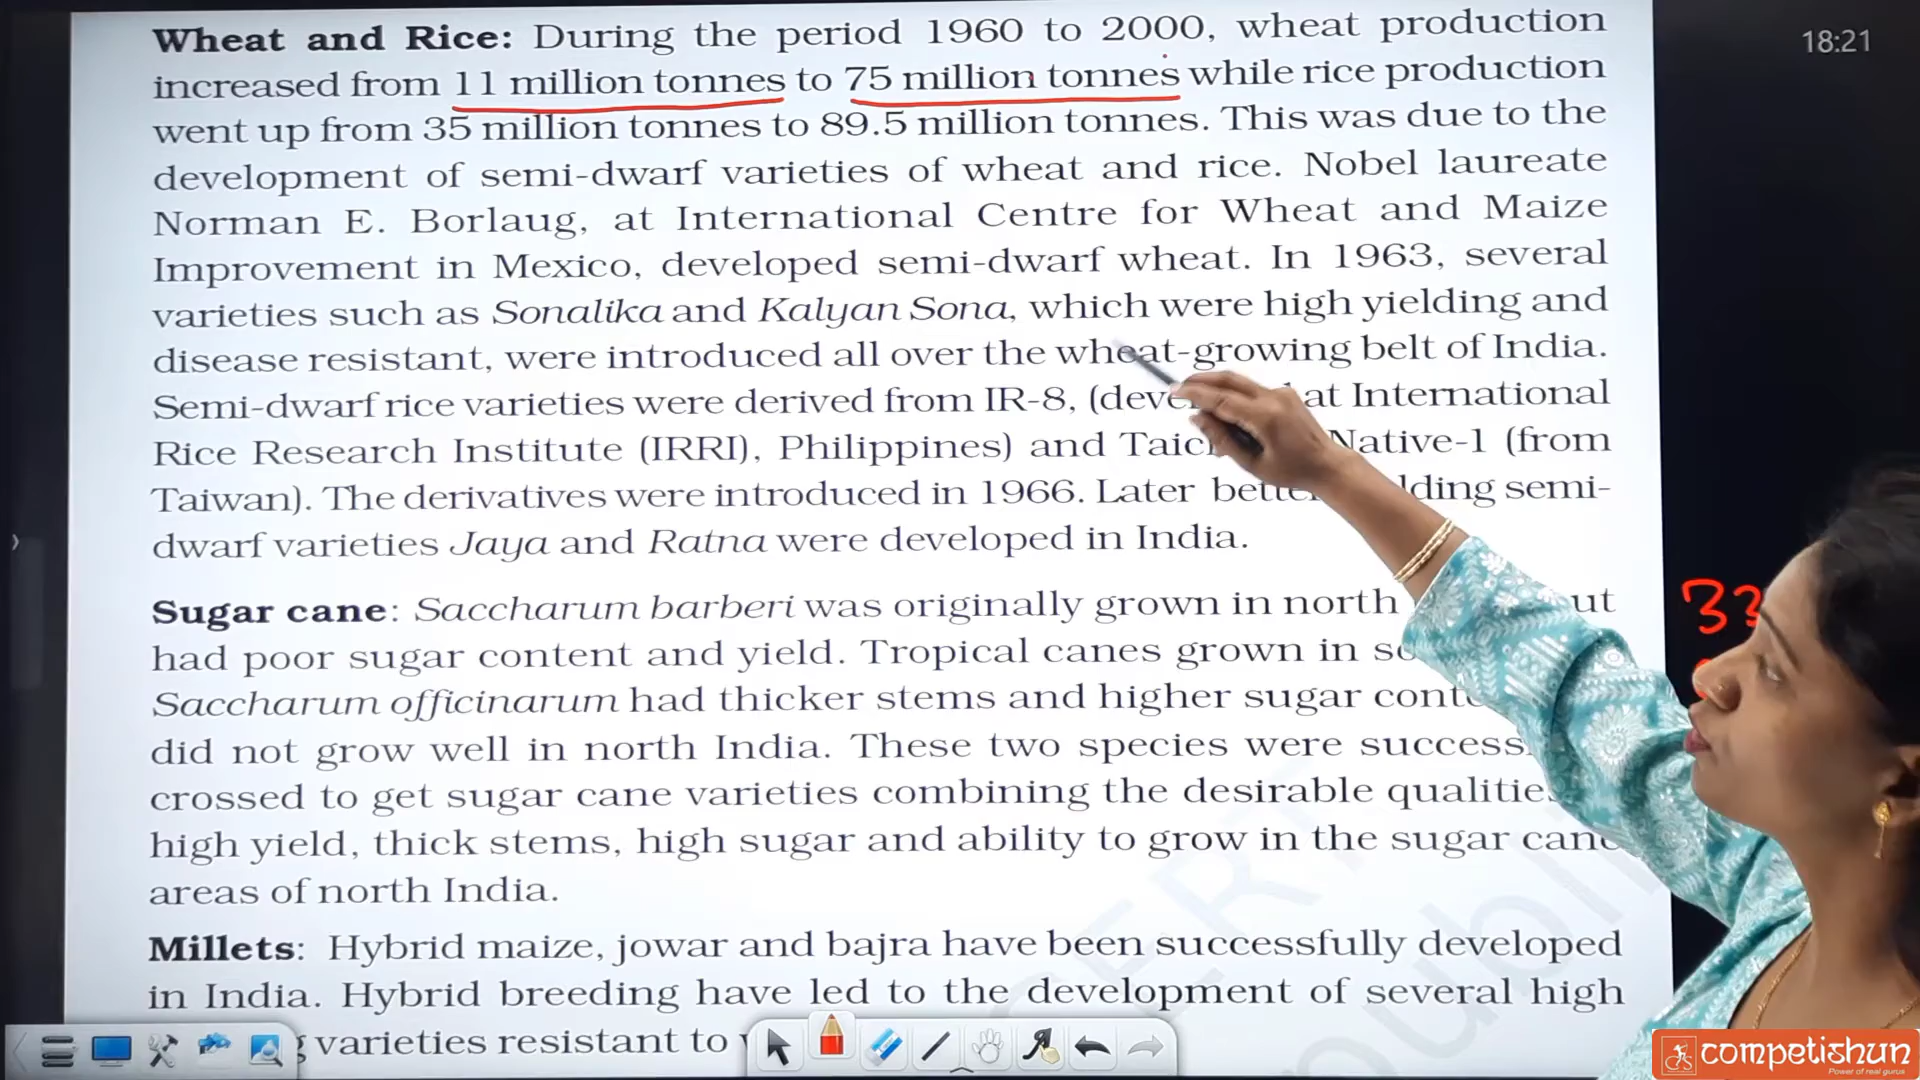 Wheat and Rice: During the period 1960 to 2000, wheat production
18:21
increased from 11 million tonnes to 75 million tonnes while rice production
went up from 35 million tonnes to 89.5 million tonnes. This was due to the
development of semi-dwarf varieties of wheat and rice. Nobel laureate
Norman E. Borlaug, at International Centre for Wheat and Maize
Improvement in Mexico, developed semi-dwarf wheat. In 1963, several
varieties such as Sonalika and Kalyan Sona, which were high yielding and
disease resistant, were introduced all over the wheat-growing belt of India.
Semi-dwarf rice varieties were derived from IR-8, (deve at International
Rice Research Institute (IRRI), Philippines) and Taic Native-1 (from
Taiwan). The derivatives were introduced in 1966. Later bette lding semi-
dwarf varieties Jaya and Ratna were developed in India.
Sugar cane: Saccharum barberi was originally grown in north ut
had poor sugar content and yield. Tropical canes grown in so
Saccharum officinarum had thicker stems and higher sugar cont
did not grow well in north India. These two species were success
crossed to get sugar cane varieties combining the desirable qualities
high yield, thick stems, high sugar and ability to grow in the sugar cane
areas of north India.
Millets: Hybrid maize, jowar and bajra have been successfully developed
in India. Hybrid breeding have led to the development of several high
varieties resistant to
competishun
Power of real gurus